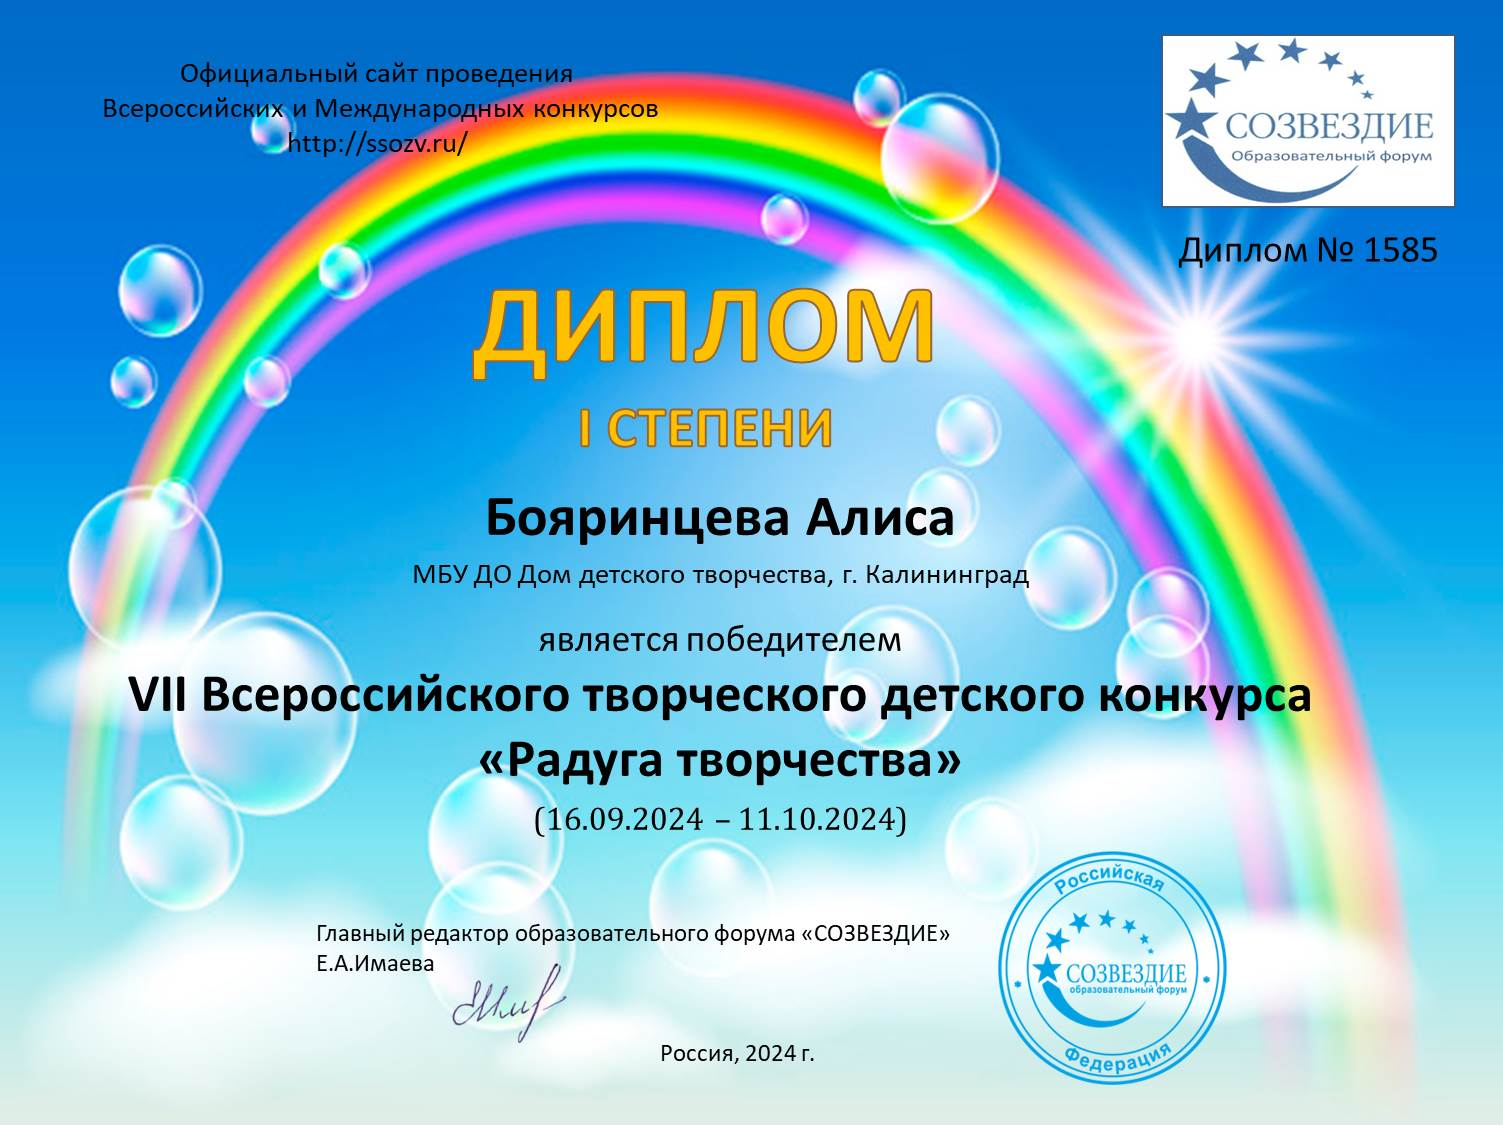 Официальный сайт проведения
Всероссийских и Международных конкурсов
http://ssozv.ru/
СОЗВЕЗДИЕ
Образовательный форум
Диплом № 1585
ДИПЛОМ
I СТЕПЕНИ
Бояринцева Алиса
МБУ ДО Дом детского творчества, г. Калининград
является победителем
VII Всероссийского творческого детского конкурса
«Радуга творчества»
(16.09.2024 – 11.10.2024)
Главный редактор образовательного форума «СОЗВЕЗДИЕ»
Е.А.Имаева
Российская
СОЗВЕЗДИЕ
образовательный форум
Федерация
Россия, 2024 г.